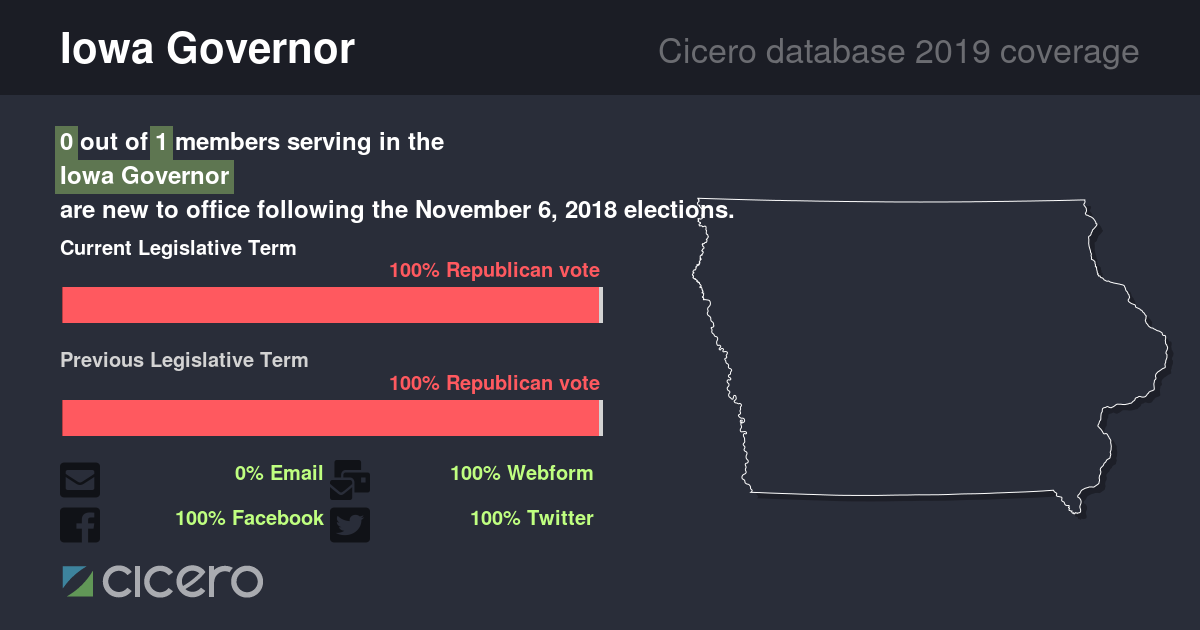 Iowa Governor
Cicero database 2019 coverage
0 out of 1 members serving in the
Iowa Governor
are new to office following the November 6, 2018 elections.
Current Legislative Term
100% Republican vote
Previous Legislative Term
100% Republican vote
0% Email
100% Webform
100% Facebook
100% Twitter
cicero